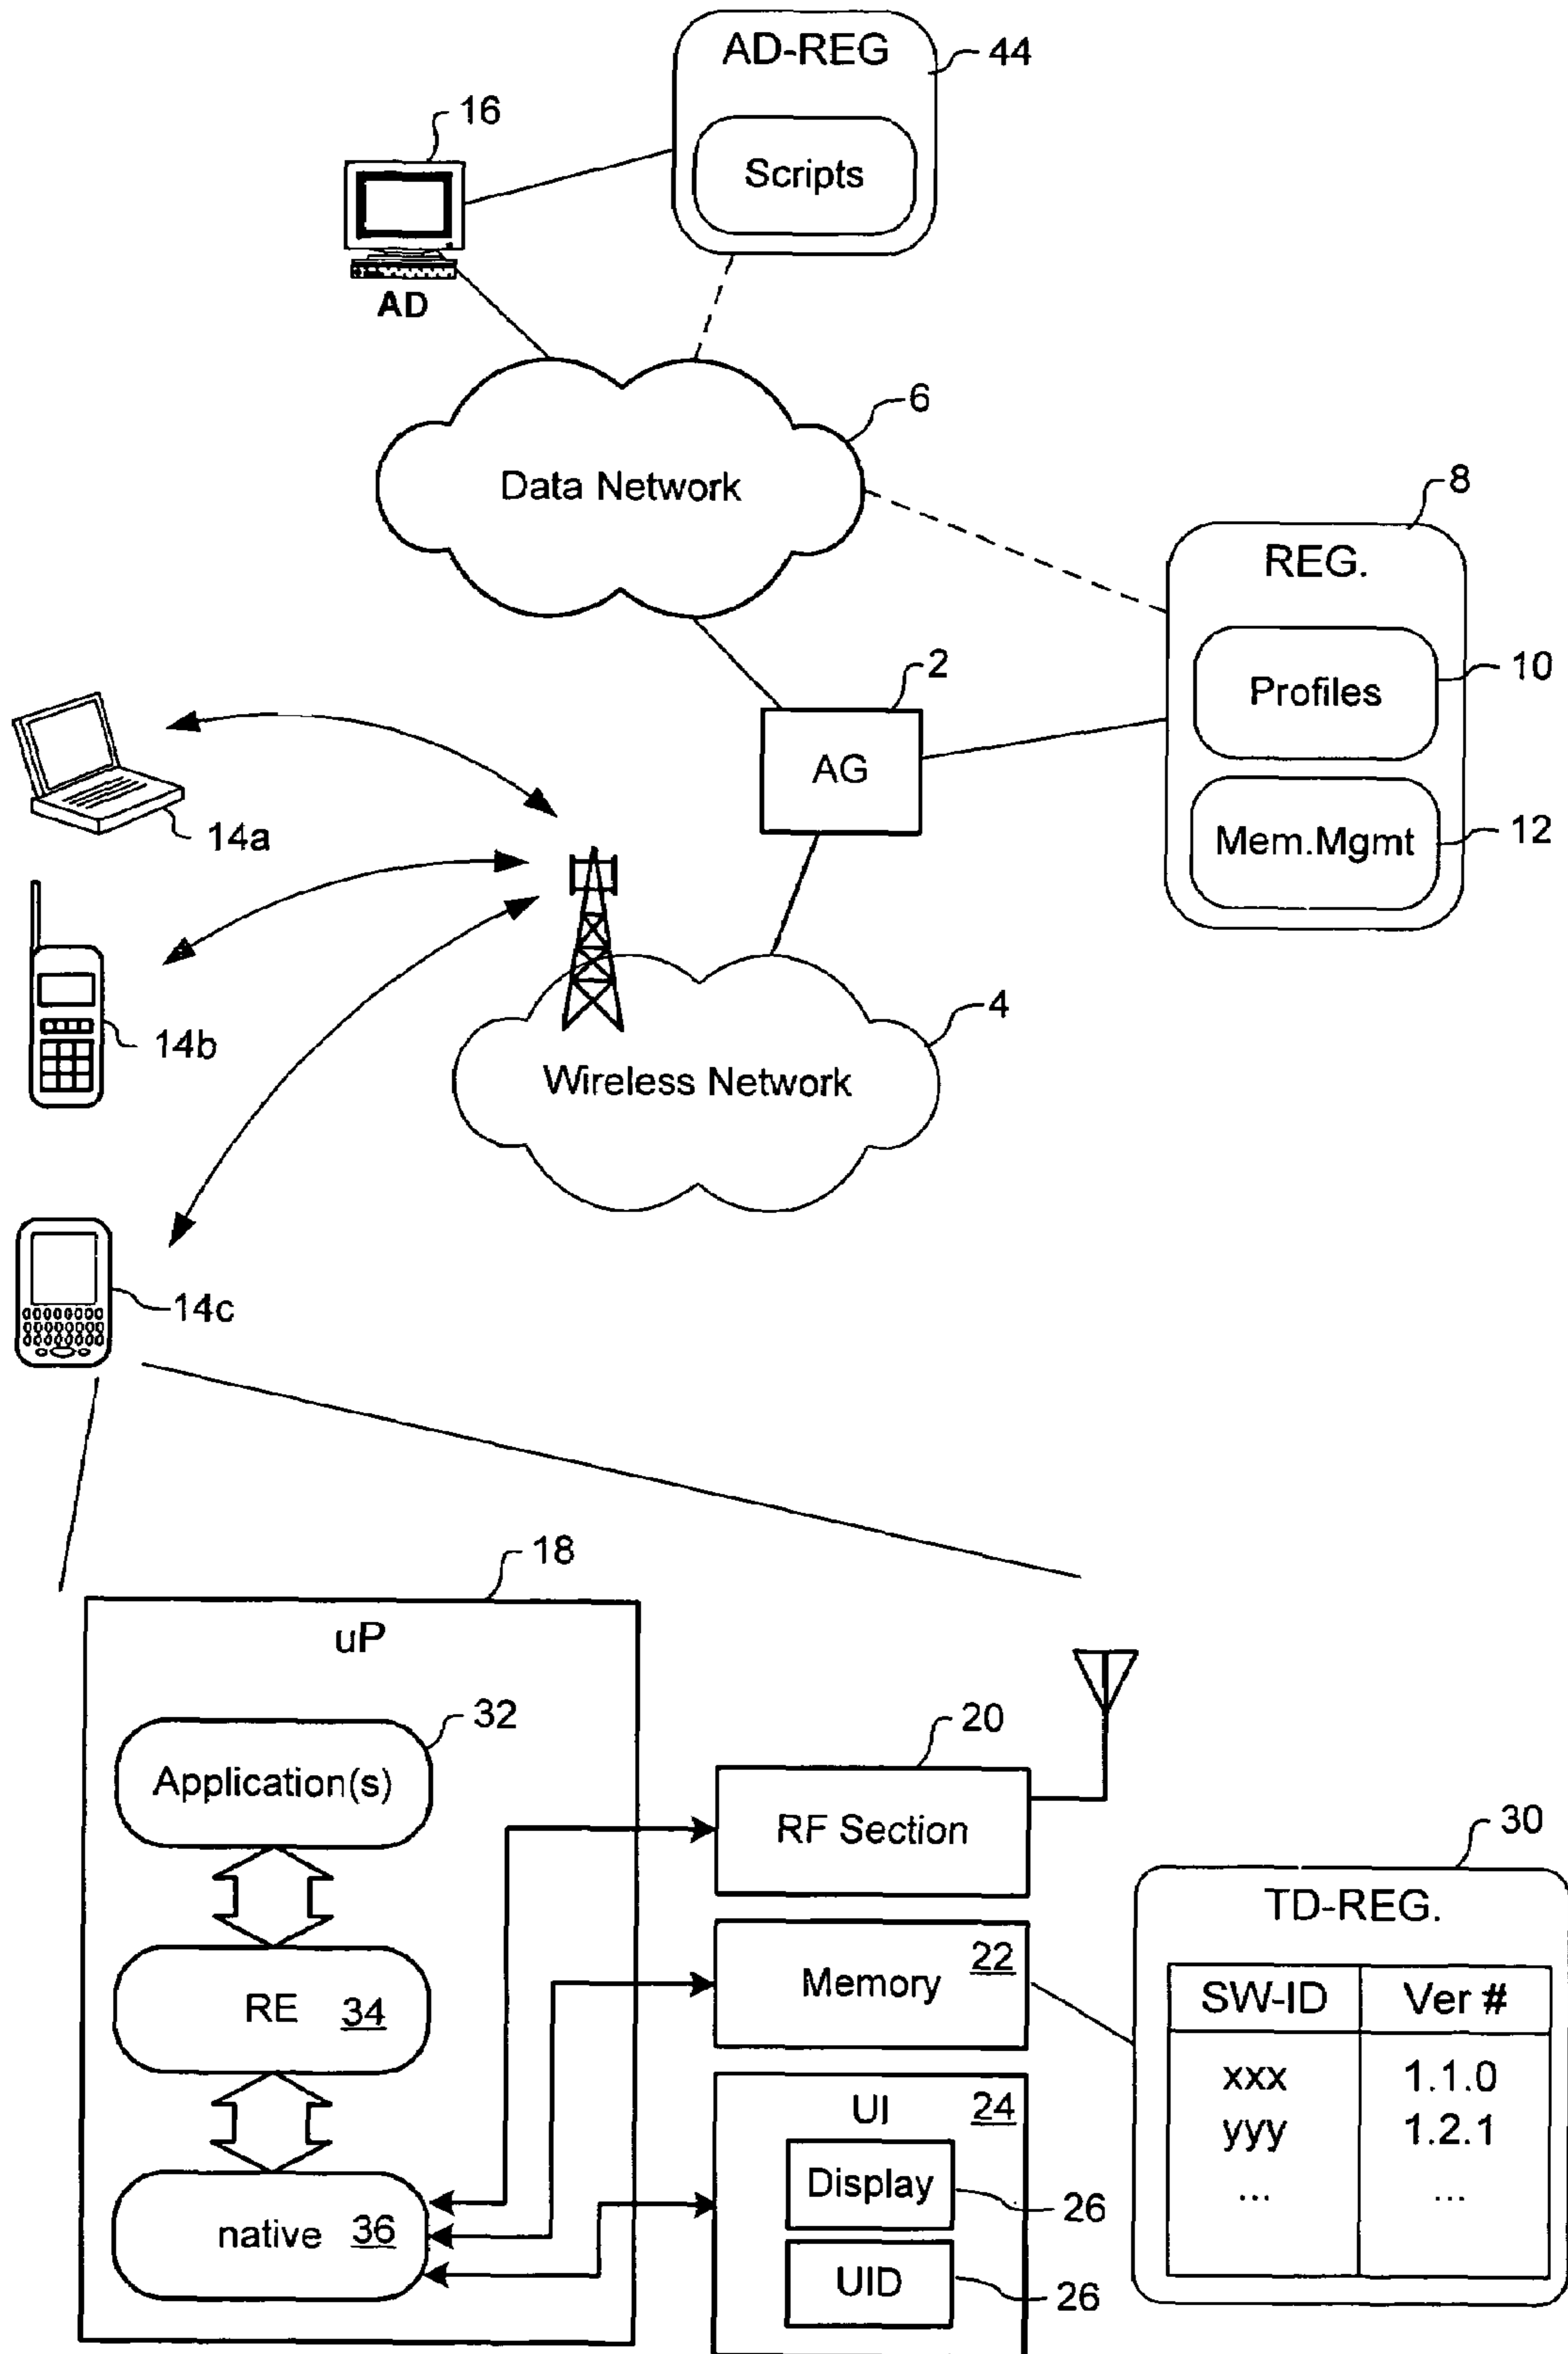 AD-REG
44
16
Scripts
AD
6
Data Network
8
REG.
2
Profiles
10
AG
14a
Mem.Mgmt
12
4
14b
Wireless Network
14c
18
uP
32
20
Application(s)
RF Section
30
TD-REG.
22
Memory
SW-ID
Ver #
RE
34
xxx
1.1.0
UI
24
yyy
1.2.1
Display
26
...
...
native
36
UID
26